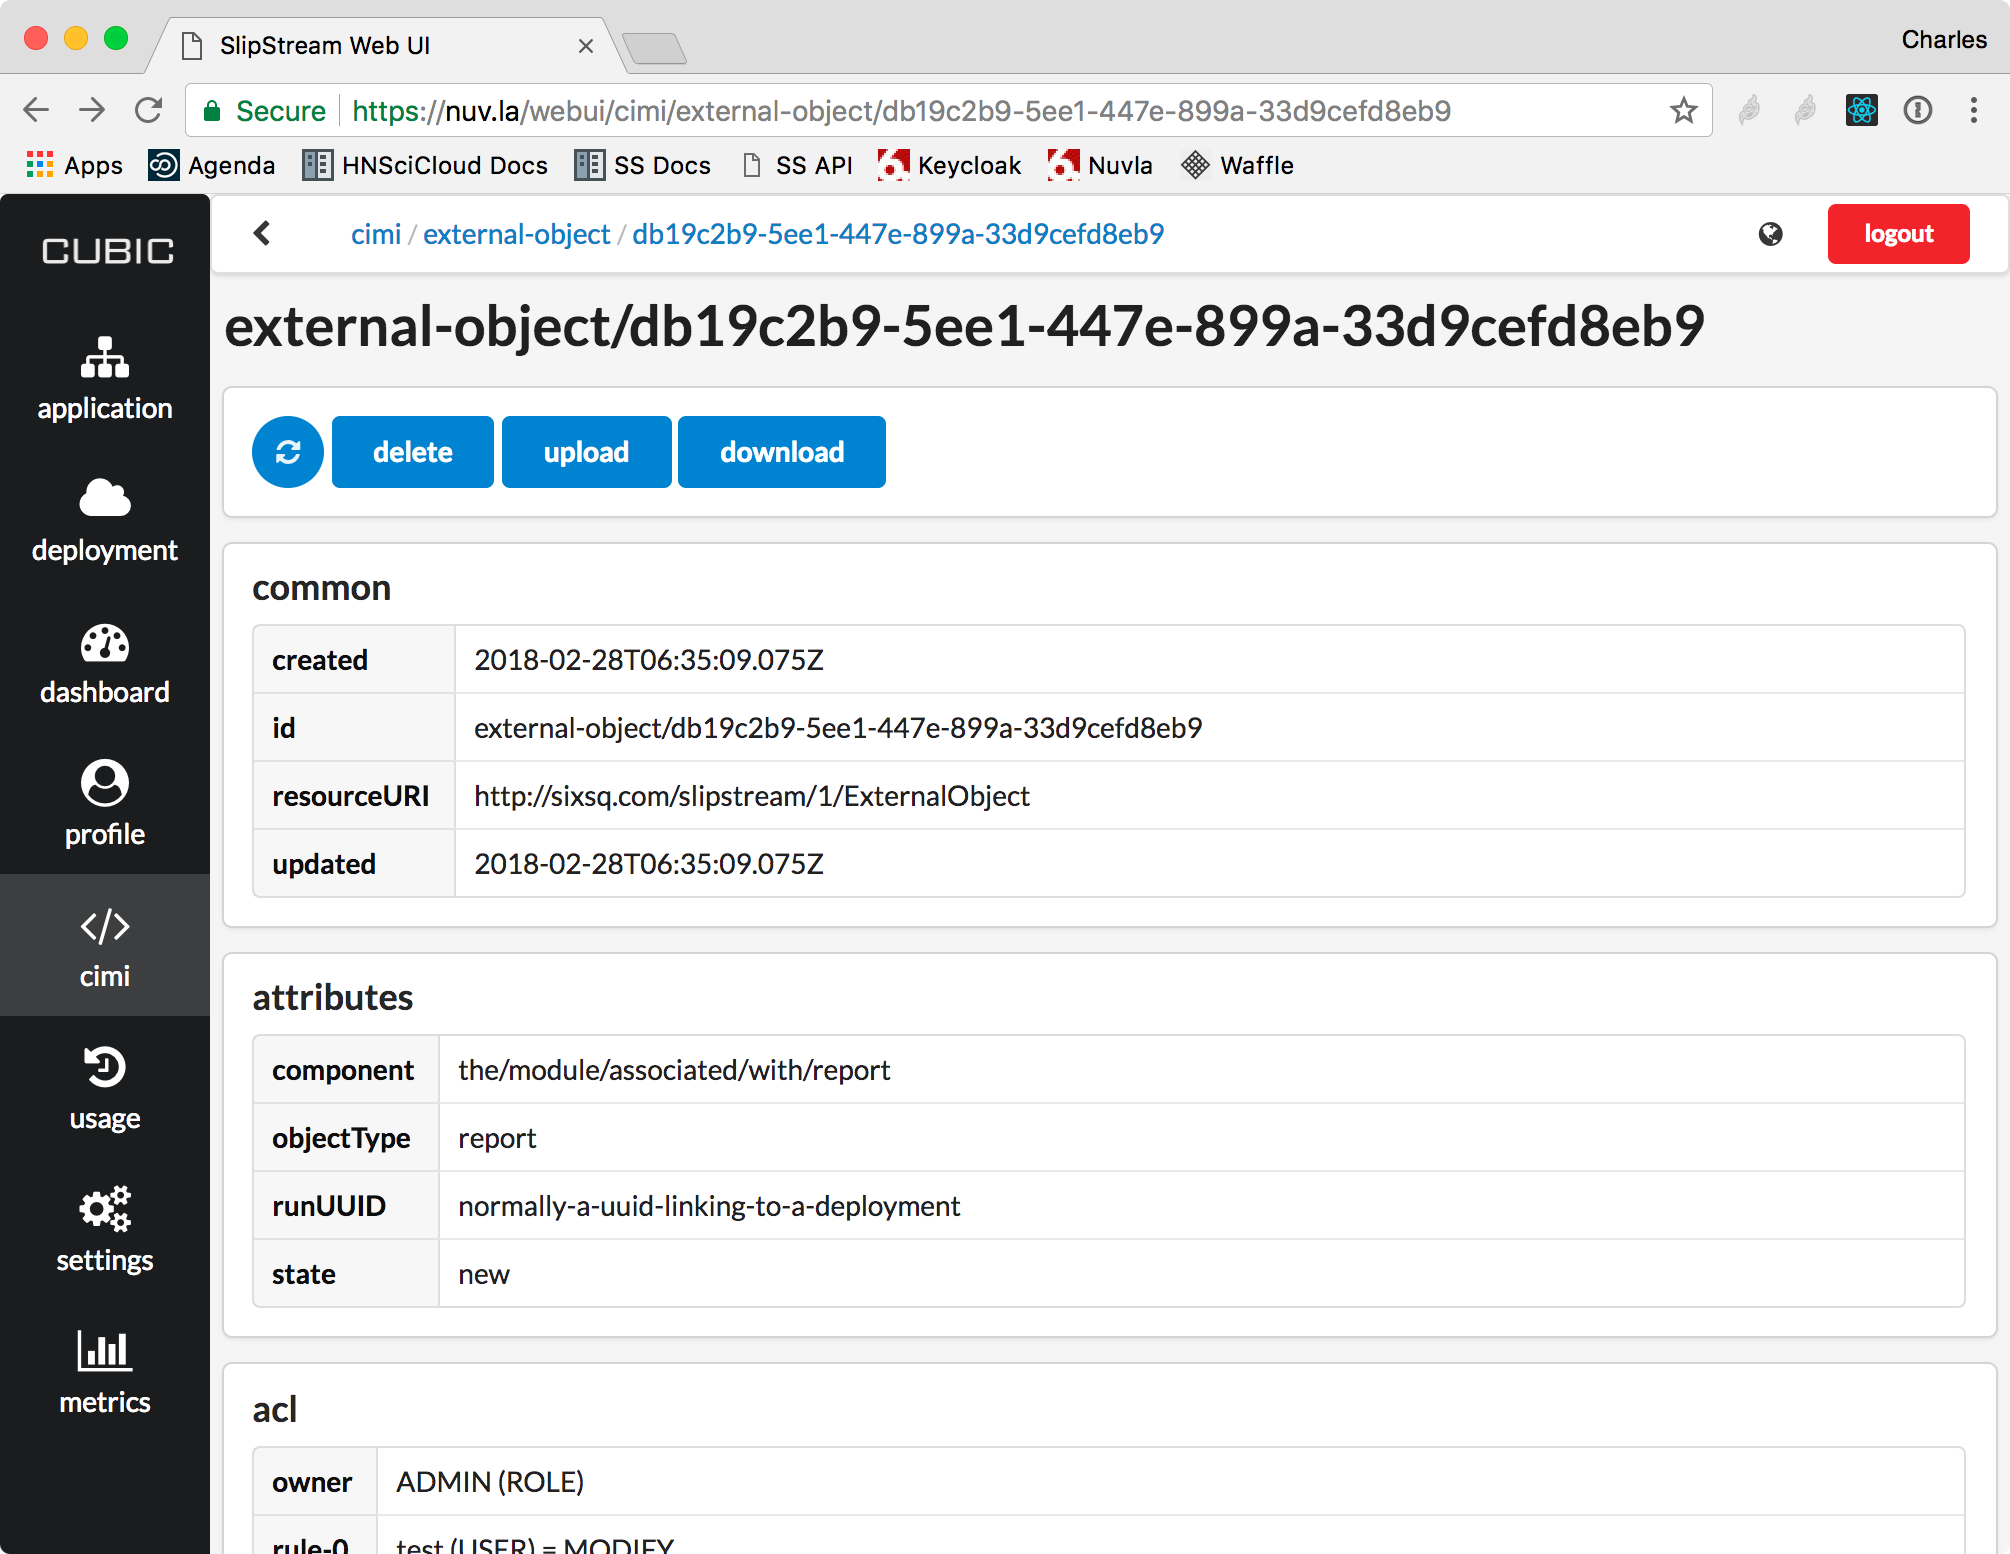 SlipStream Web UI
Charles
Secure https://nuv.la/webui/cimi/external-object/db19c2b9-5ee1-447e-899a-33d9cefd8eb9
Apps Agenda HNSciCloud Docs SS Docs SS API Keycloak Nuvla Waffle
CUBIC
application
deployment
dashboard
profile
cimi
usage
settings
metrics
cimi / external-object / db19c2b9-5ee1-447e-899a-33d9cefd8eb9
logout
external-object/db19c2b9-5ee1-447e-899a-33d9cefd8eb9
delete upload download
common
created 2018-02-28T06:35:09.075Z
id external-object/db19c2b9-5ee1-447e-899a-33d9cefd8eb9
resourceURI http://sixsq.com/slipstream/1/ExternalObject
updated 2018-02-28T06:35:09.075Z
attributes
component the/module/associated/with/report
objectType report
runUUID normally-a-uuid-linking-to-a-deployment
state new
acl
owner ADMIN (ROLE)
rule-0 test (USER) = MODIFY